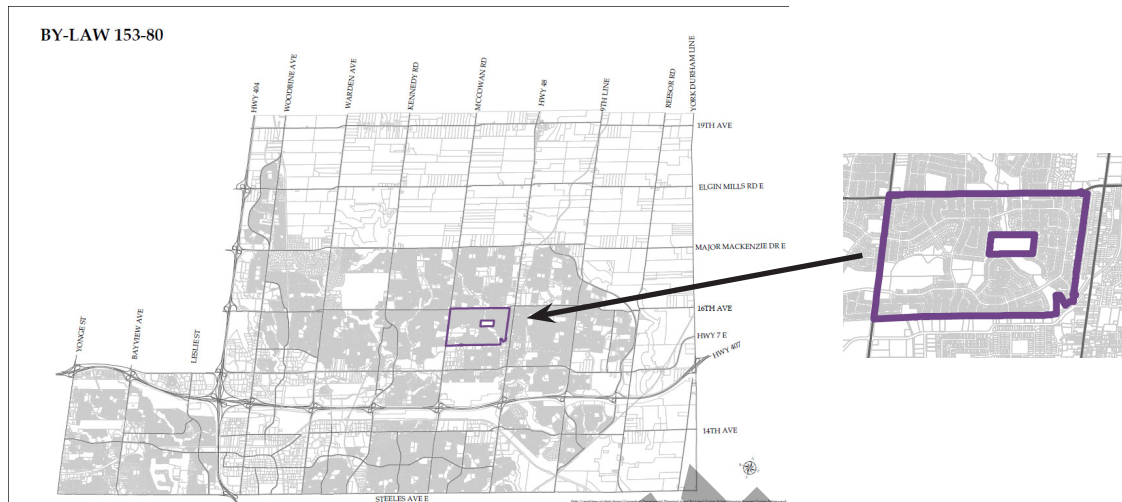 BY-LAW 153-80
HWY 404
WOODBINE AVE
WARDEN AVE
KENNEDY RD
MCCOWAN RD
HWY 48
9TH LINE
REESOR RD
YORK DURHAM LINE
19TH AVE
ELGIN MILLS RD E
MAJOR MACKENZIE DR E
16TH AVE
HWY 7 E
HWY 407
YONGE ST
BAYVIEW AVE
LESLIE ST
14TH AVE
STEELES AVE E